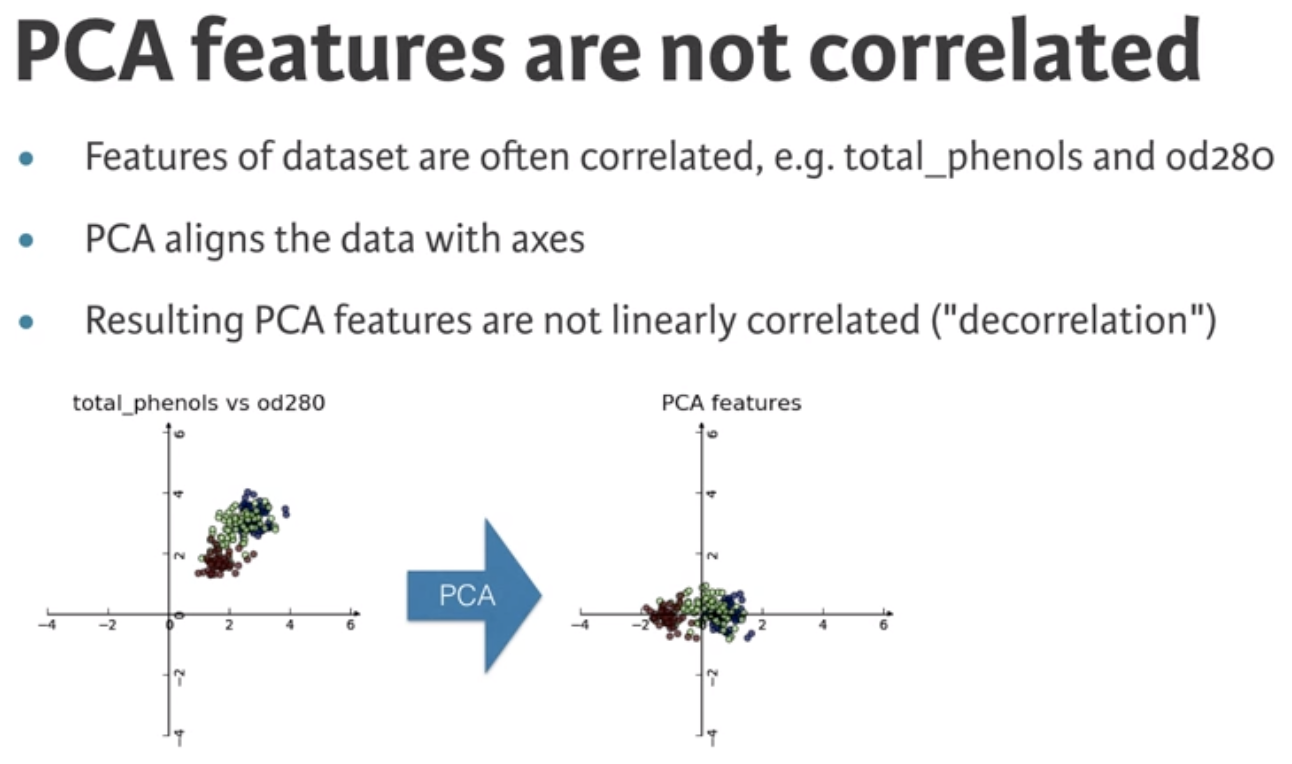 PCA features are not correlated
• Features of dataset are often correlated, e.g. total_phenols and od280
• PCA aligns the data with axes
• Resulting PCA features are not linearly correlated ("decorrelation")
total_phenols vs od280
6
4
2
0
−4 −2 0 2 4 6
−2
−4
PCA
PCA features
6
4
2
−4 −2 2 4 6
−2
−4